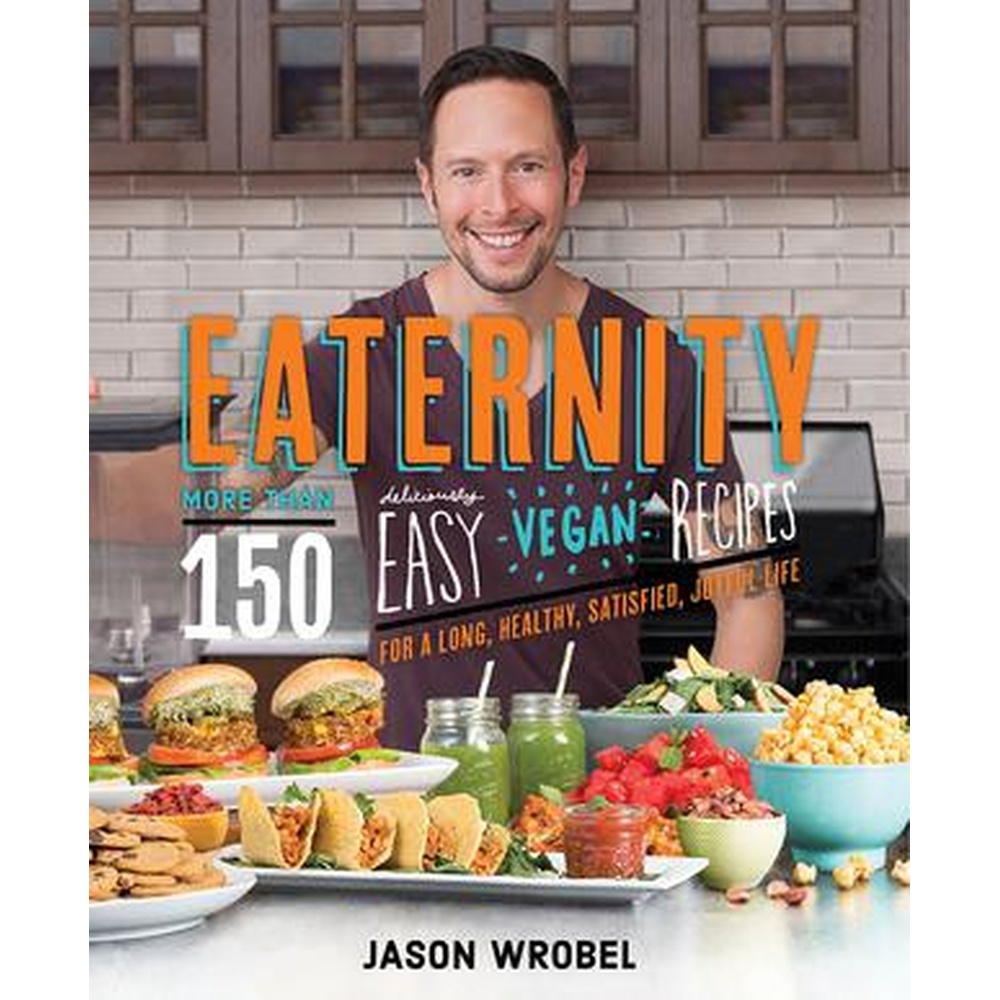 EATERNITY
MORE THAN
150
deliciously
EASY VEGAN RECIPES
FOR A LONG, HEALTHY, SATISFIED, JOYFUL LIFE
JASON WROBEL